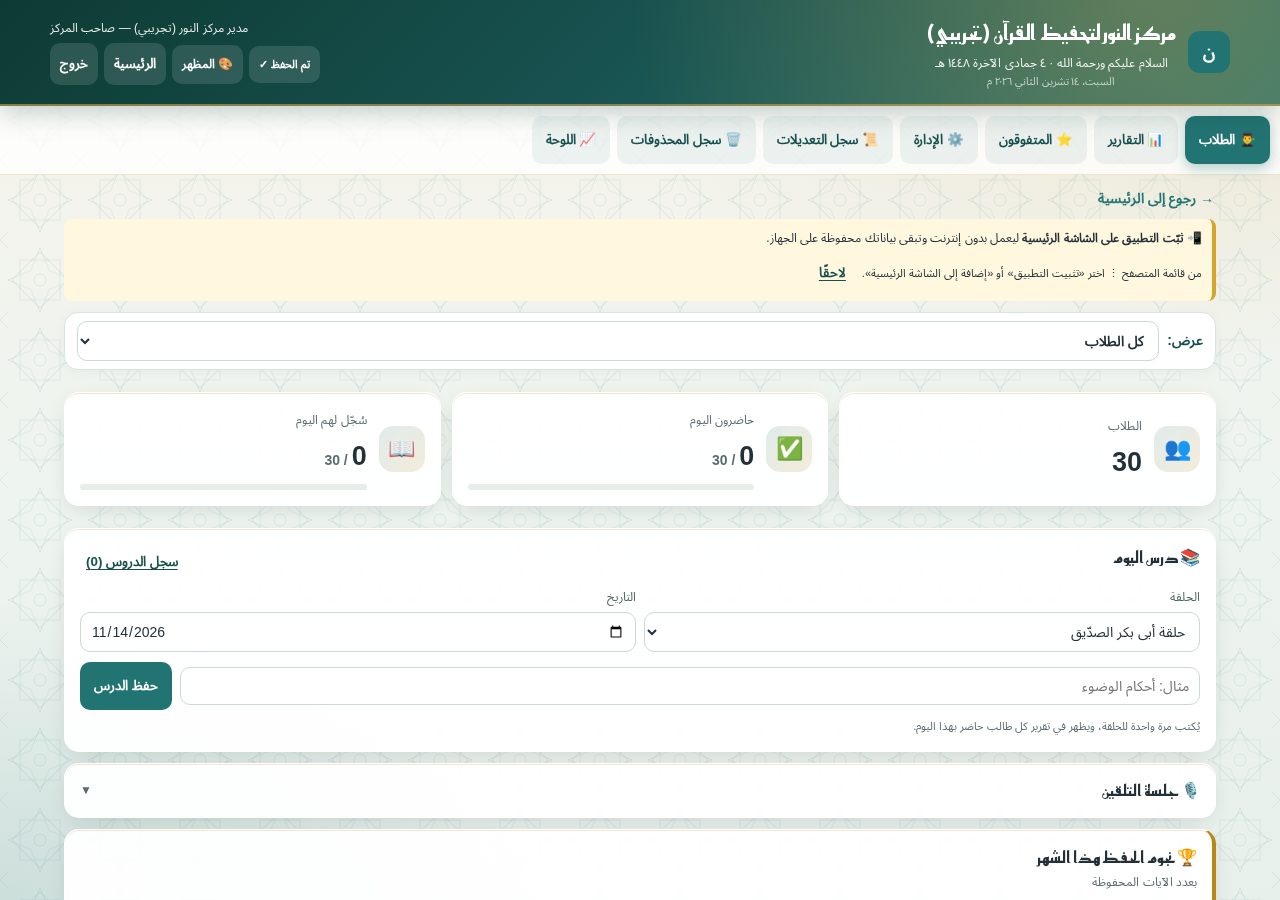 ن
مركز النور لتحفيظ القرآن (تجريبي)
السلام عليكم ورحمة الله · ٤ جمادى الآخرة ١٤٤٨ هـ
السبت، ١٤ تشرين الثاني ٢٠٢٦ م
مدير مركز النور (تجريبي) — صاحب المركز
تم الحفظ ✓
🎨 المظهر
الرئيسية
خروج
👨‍🎓 الطلاب
📊 التقارير
⭐ المتفوقون
⚙️ الإدارة
📜 سجل التعديلات
🗑️ سجل المحذوفات
📈 اللوحة
→ رجوع إلى الرئيسية
📲 ثبّت التطبيق على الشاشة الرئيسية ليعمل بدون إنترنت وتبقى بياناتك محفوظة على الجهاز.
من قائمة المتصفح ⋮ اختر «تثبيت التطبيق» أو «إضافة إلى الشاشة الرئيسية». لاحقًا
عرض: كل الطلاب
👥 الطلاب
30
✅ حاضرون اليوم
0 / 30
📖 سُجّل لهم اليوم
0 / 30
📚 درس اليوم
سجل الدروس (0)
الحلقة
حلقة أبي بكر الصدّيق
التاريخ
11/14/2026
مثال: أحكام الوضوء
حفظ الدرس
يُكتب مرة واحدة للحلقة، ويظهر في تقرير كل طالب حاضر بهذا اليوم.
🎙️ جلسة التلقين
▼
🏆 نجوم الحفظ هذا الشهر
بعدد الآيات المحفوظة